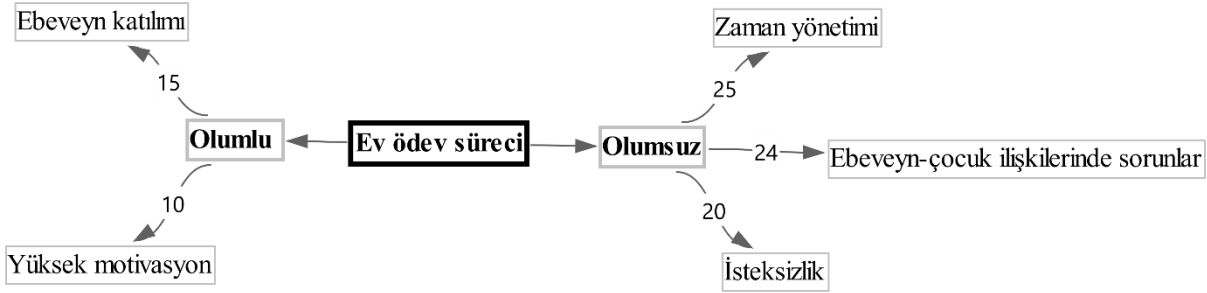 Ebeveyn katılımı
15
Olumlu
10
Yüksek motivasyon
Ev ödev süreci
Zaman yönetimi
25
Olumsuz
24
Ebeveyn-çocuk ilişkilerinde sorunlar
20
İsteksizlik